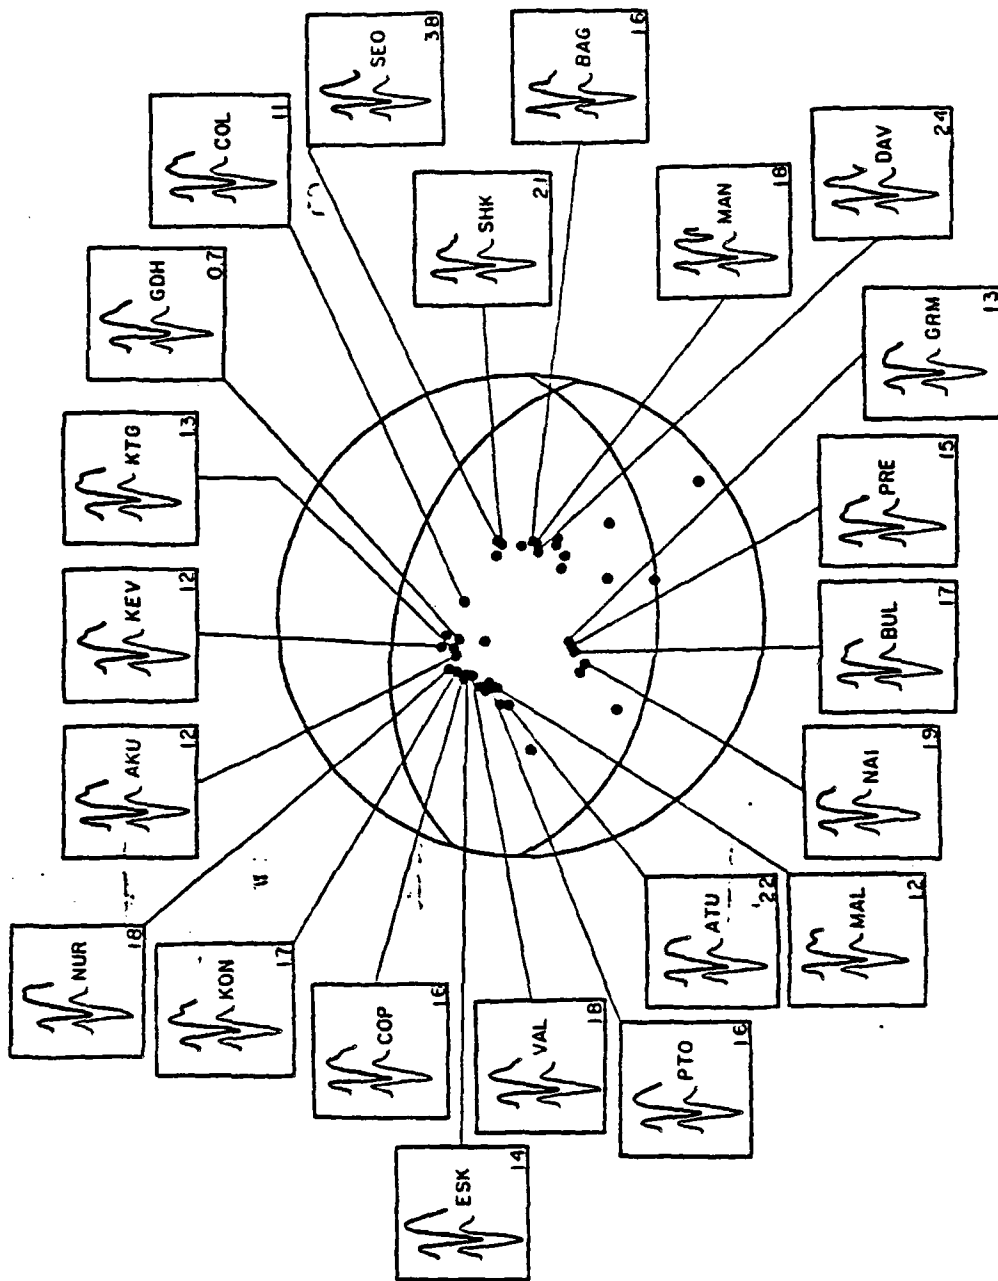 NUR
1.8
KON
1.7
COP
1.6
ESK
1.4
VAL
1.8
PTO
1.6
ATU
2.2
MAL
1.2
NAI
1.9
BUL
1.7
PRE
1.5
GRM
1.3
DAV
2.4
MAN
1.8
BAG
1.6
SHK
2.1
SEO
3.8
COL
1.1
GDH
0.7
KTG
1.3
KEV
1.2
AKU
1.2